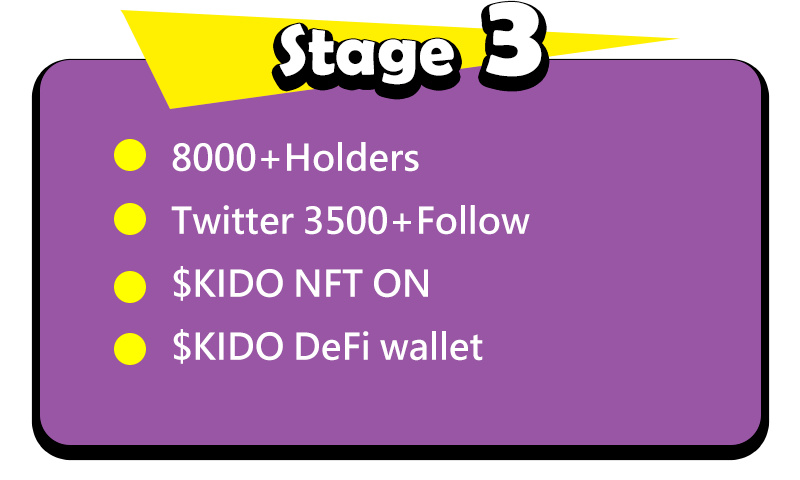 Stage 3
8000+Holders
Twitter 3500+Follow
$KIDO NFT ON
$KIDO DeFi wallet